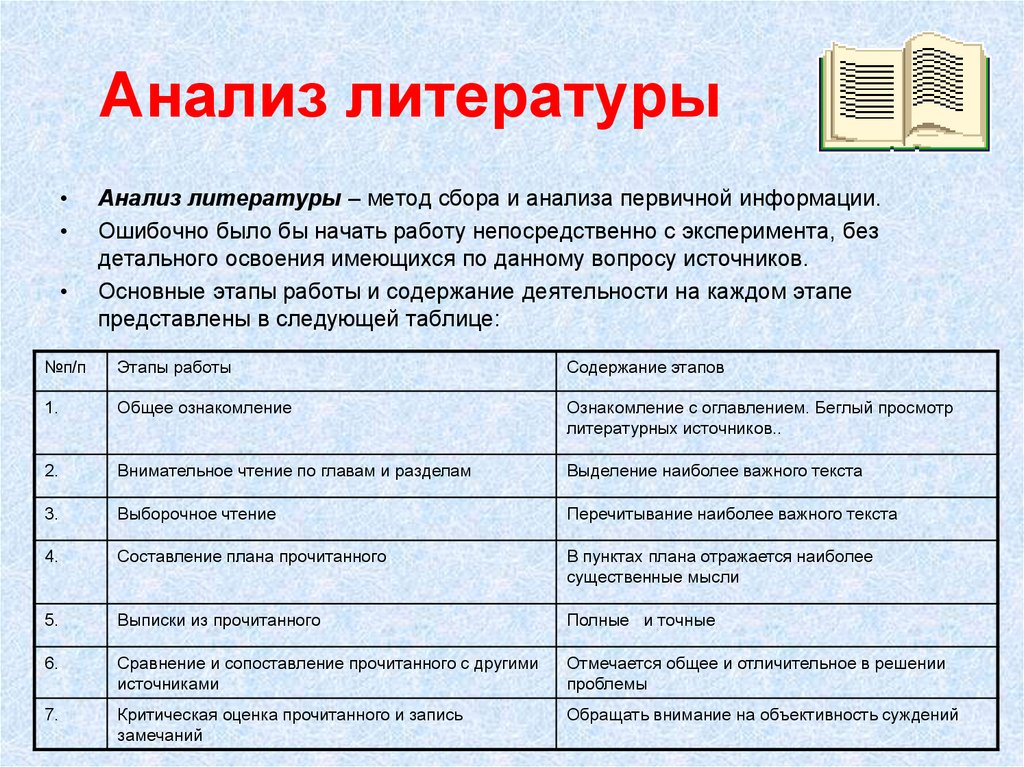 Анализ литературы
• Анализ литературы – метод сбора и анализа первичной информации.
• Ошибочно было бы начать работу непосредственно с эксперимента, без
детального освоения имеющихся по данному вопросу источников.
• Основные этапы работы и содержание деятельности на каждом этапе
представлены в следующей таблице:
№п/п Этапы работы Содержание этапов
1. Общее ознакомление Ознакомление с оглавлением. Беглый просмотр
литературных источников..
2. Внимательное чтение по главам и разделам Выделение наиболее важного текста
3. Выборочное чтение Перечитывание наиболее важного текста
4. Составление плана прочитанного В пунктах плана отражается наиболее
существенные мысли
5. Выписки из прочитанного Полные и точные
6. Сравнение и сопоставление прочитанного с другими Отмечается общее и отличительное в решении
источниками проблемы
7. Критическая оценка прочитанного и запись Обращать внимание на объективность суждений
замечаний